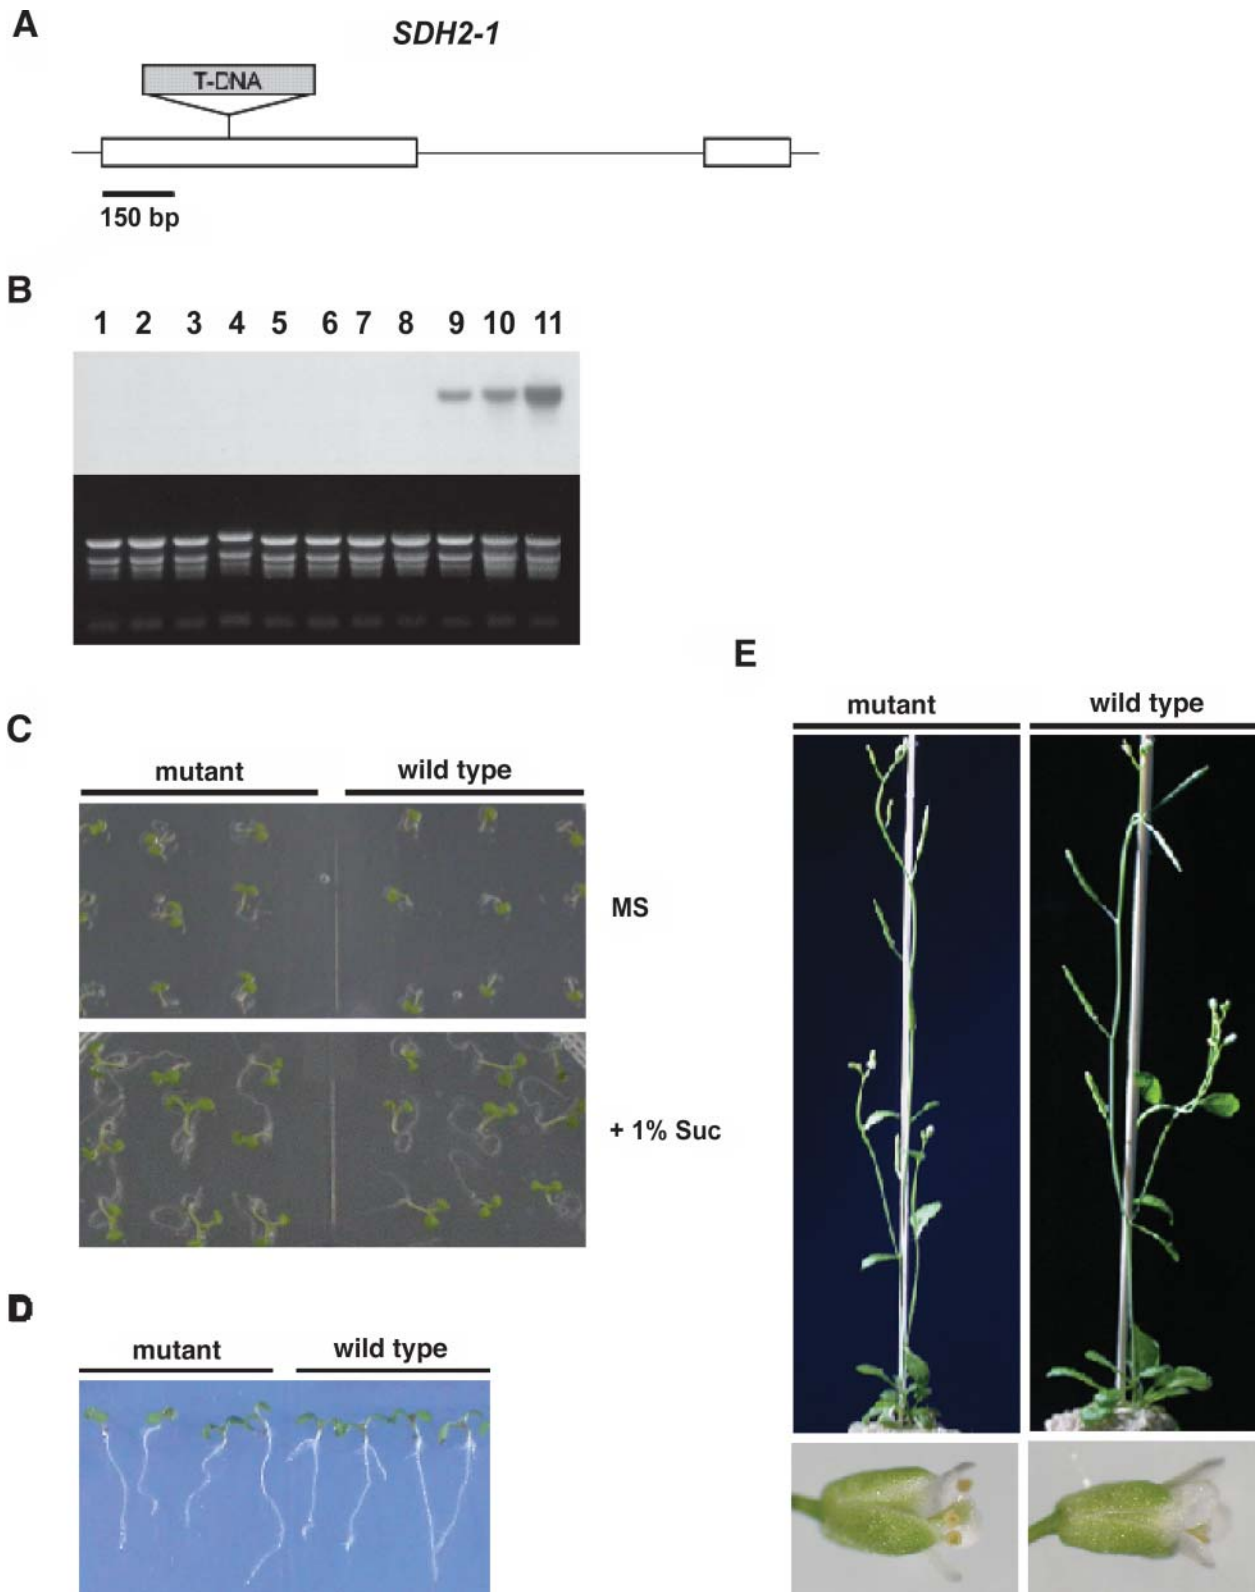 A
SDH2-1
T-DNA
150 bp
B
1 2 3 4 5 6 7 8 9 10 11
C
mutant wild type
MS
+ 1% Suc
D
mutant wild type
E
mutant wild type